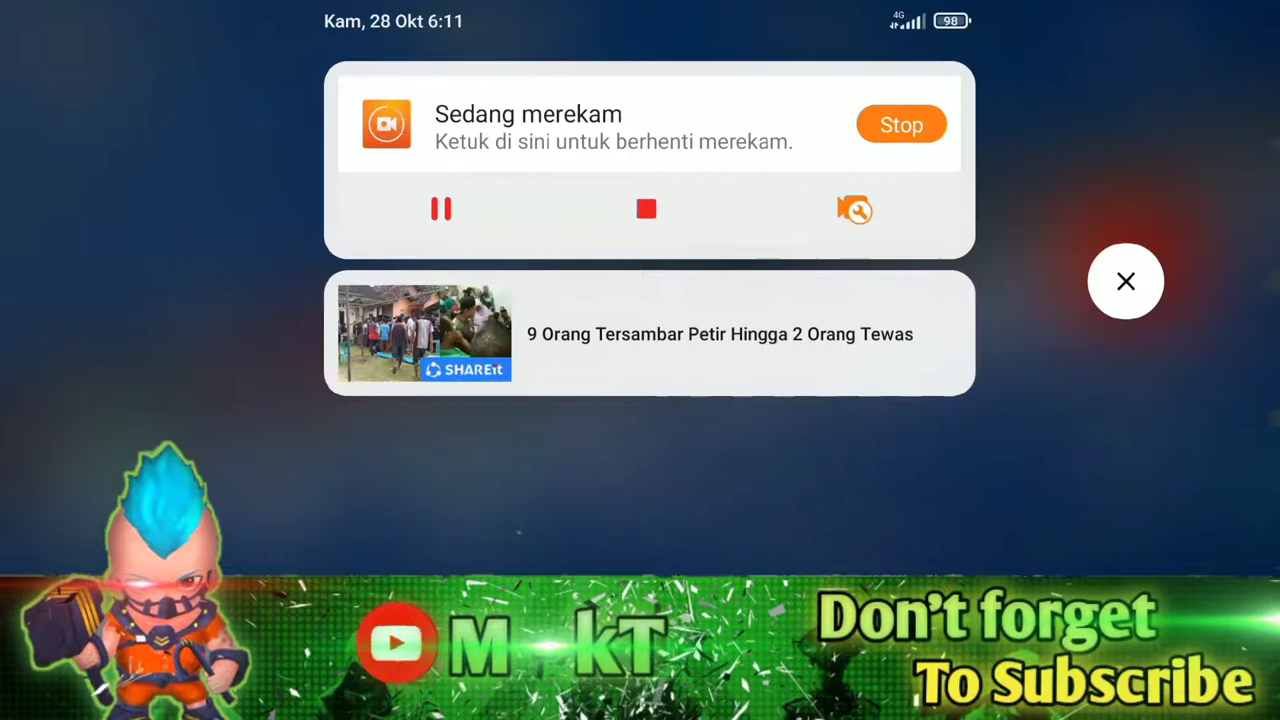 Kam, 28 Okt 6:11
4G
98
Sedang merekam
Ketuk di sini untuk berhenti merekam.
Stop
9 Orang Tersambar Petir Hingga 2 Orang Tewas
SHAREit
M kT
Don't forget
To Subscribe